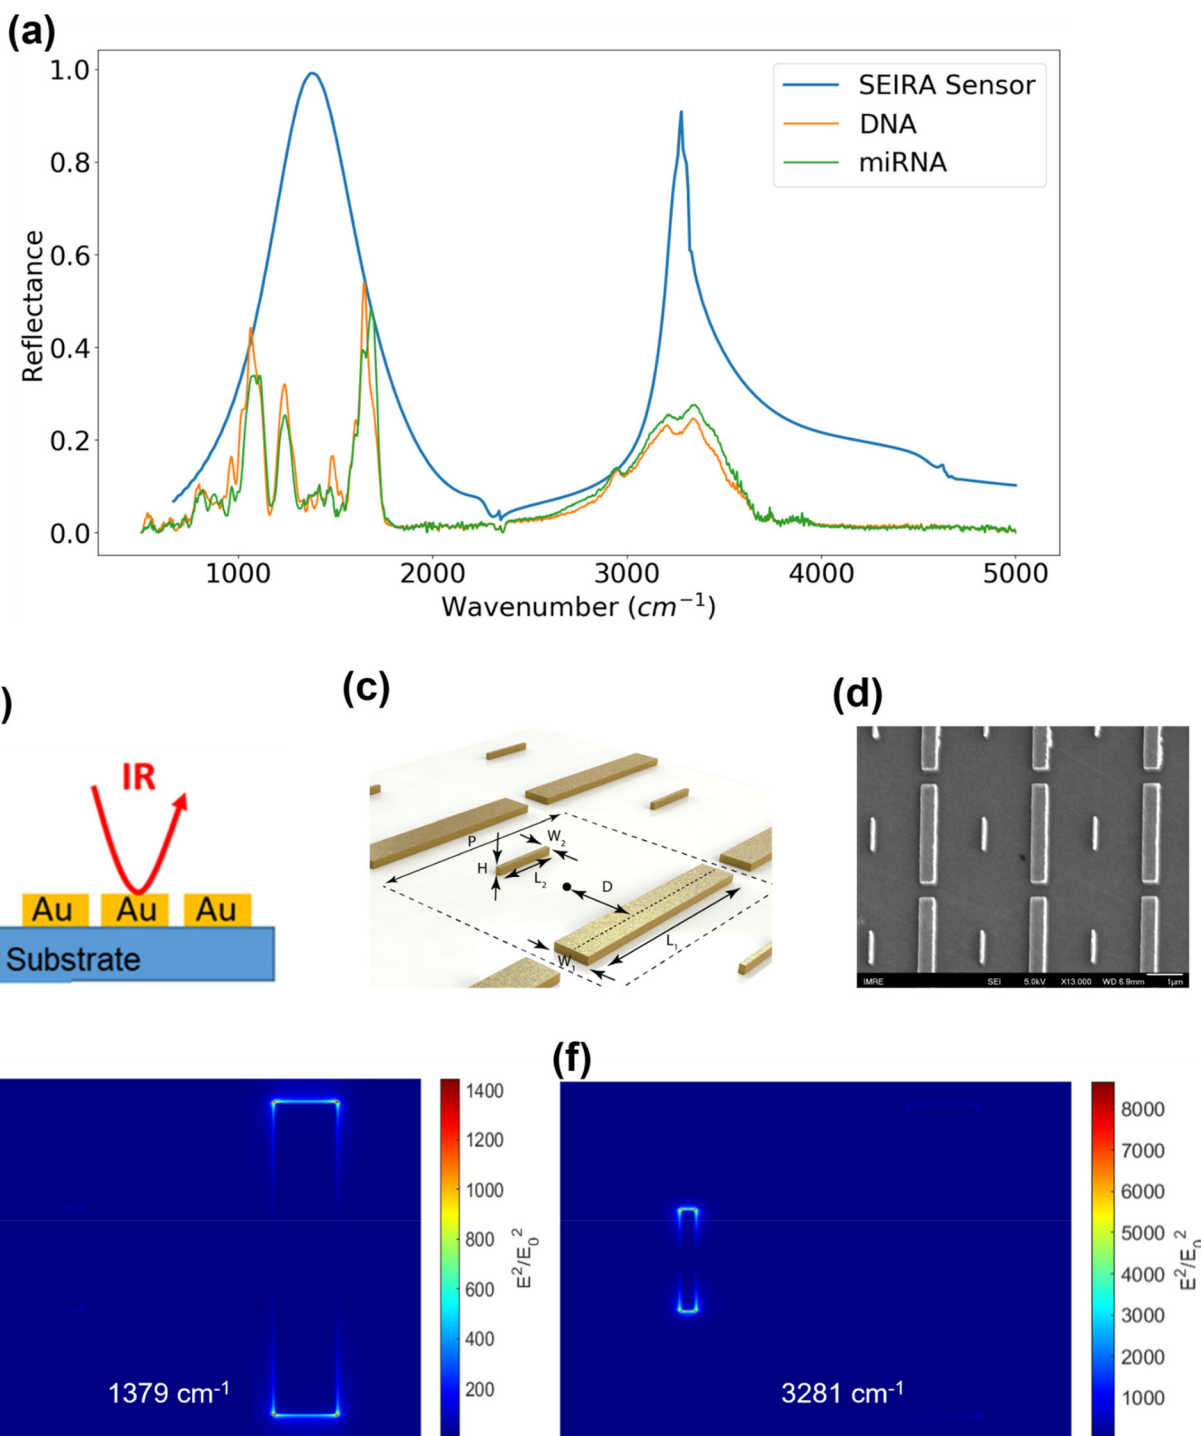 (a)
1.0
0.8
0.6
0.4
0.2
0.0
Reflectance
SEIRA Sensor
DNA
miRNA
1000 2000 3000 4000 5000
Wavenumber (cm⁻¹)
)
(c)
(d)
IR
Au Au Au
Substrate
P
W₂
H
L₂
D
L₁
W₁
IMRE SEI 5.0kV X13,000 WD 6.9mm 1μm
(f)
1400
1200
1000
800
600
400
200
E²/E₀²
1379 cm⁻¹
8000
7000
6000
5000
4000
3000
2000
1000
E²/E₀²
3281 cm⁻¹